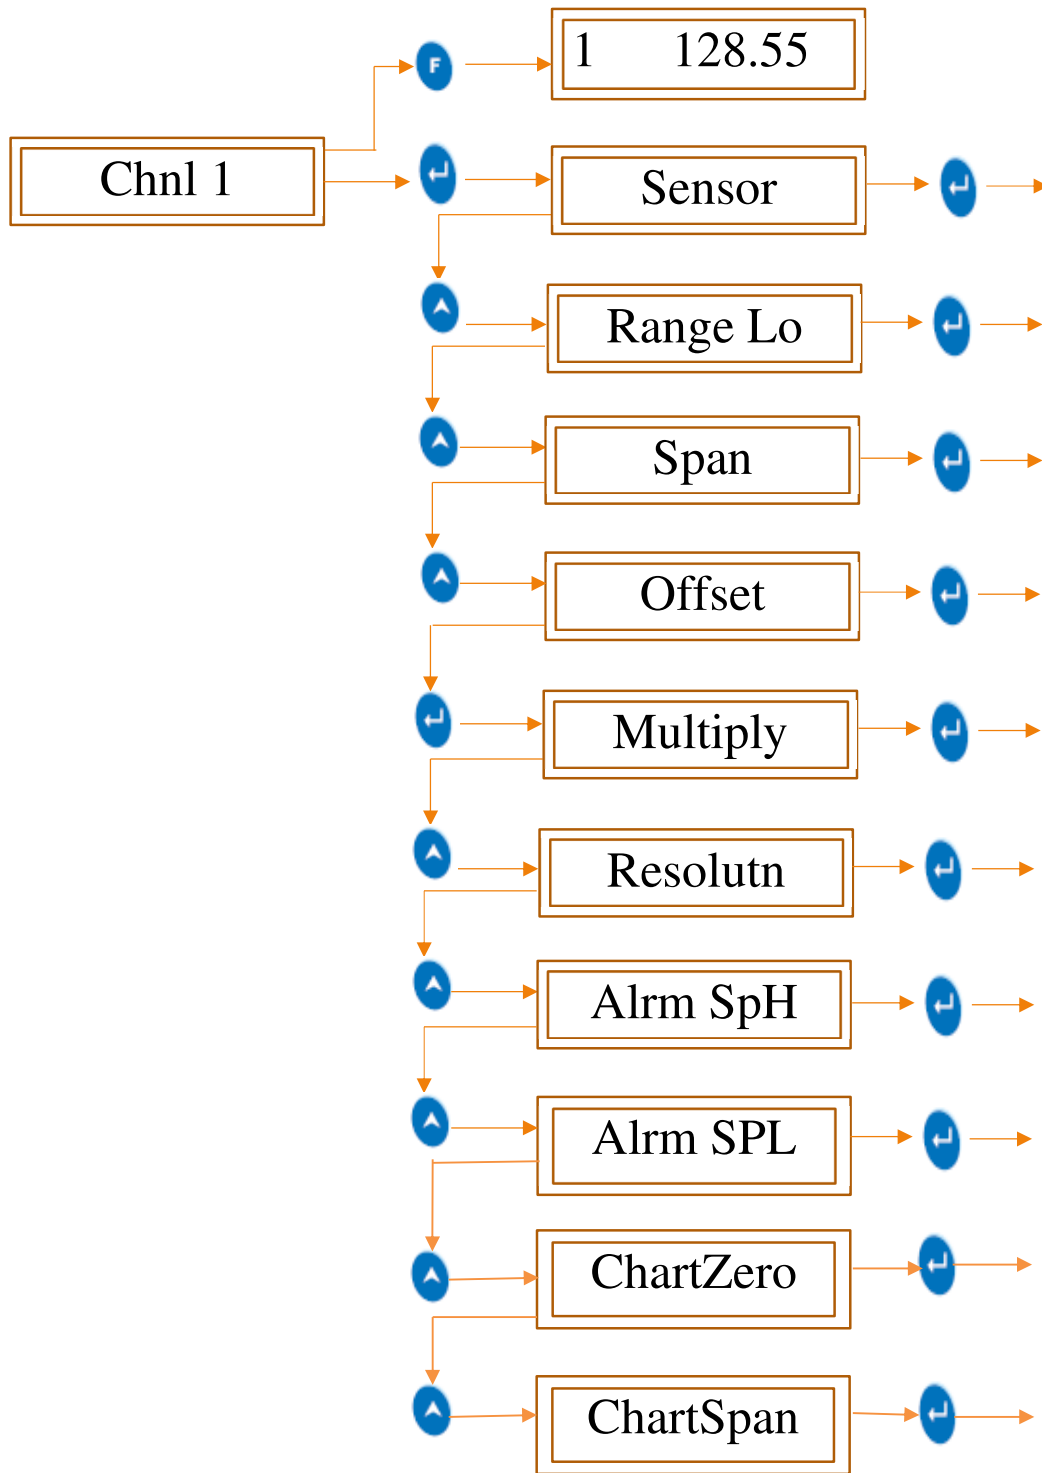 F
1 128.55
Chnl 1
Sensor
Range Lo
Span
Offset
Multiply
Resolutn
Alrm SpH
Alrm SPL
ChartZero
ChartSpan